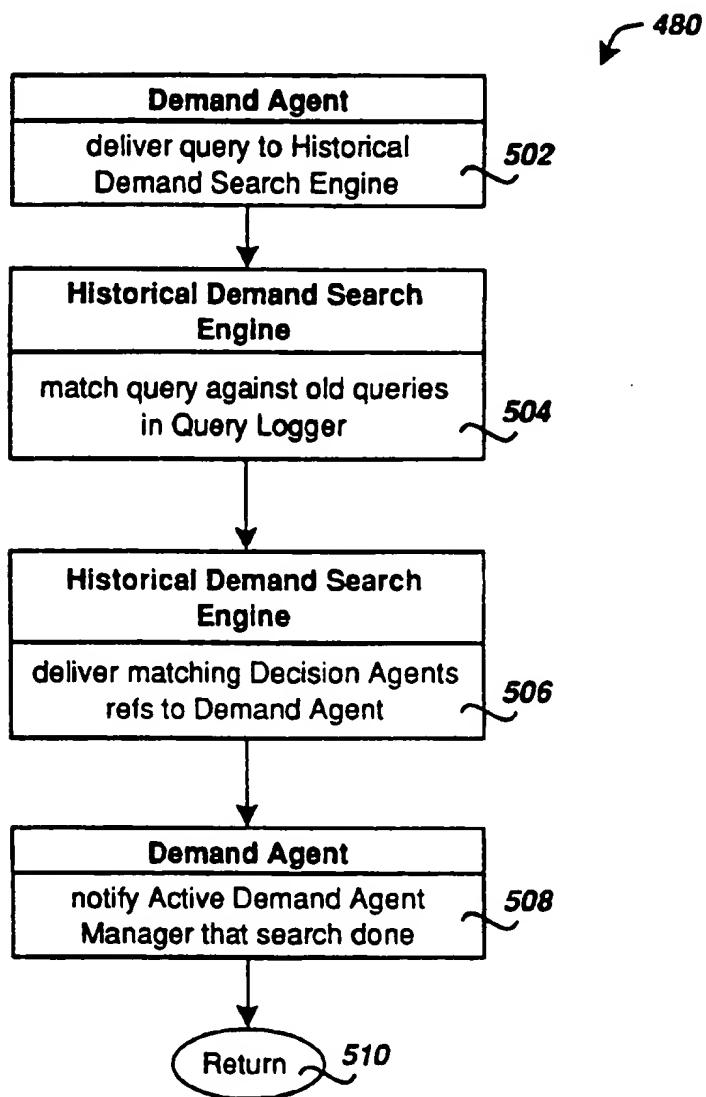 480
Demand Agent
deliver query to Historical
Demand Search Engine
502
Historical Demand Search
Engine
match query against old queries
in Query Logger
504
Historical Demand Search
Engine
deliver matching Decision Agents
refs to Demand Agent
506
Demand Agent
notify Active Demand Agent
Manager that search done
508
Return
510